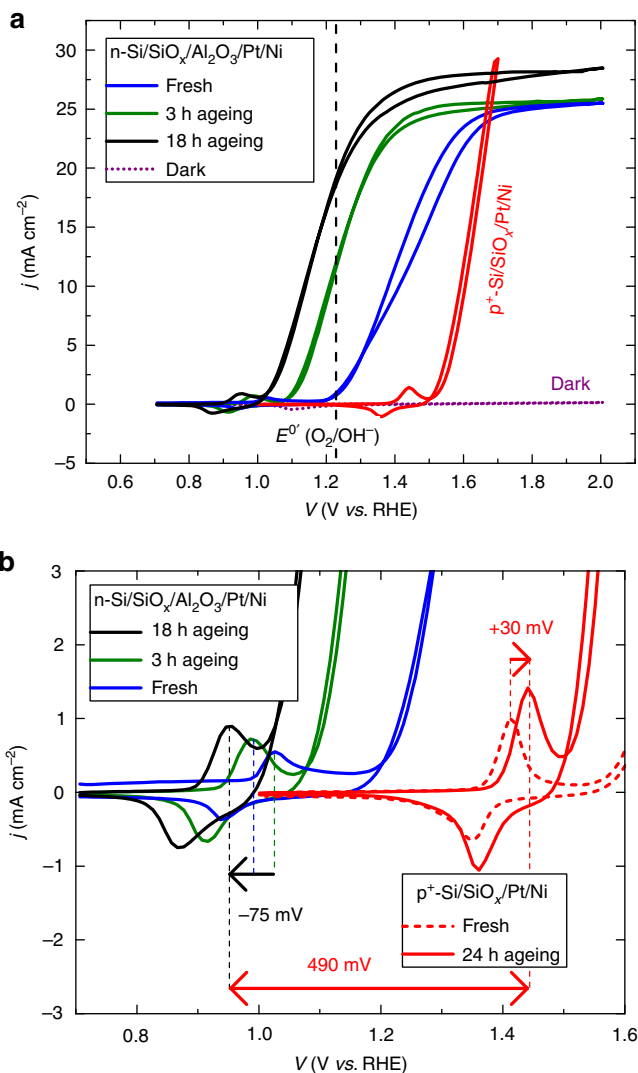 a
30
25
20
15
10
5
0
−5
j (mA cm⁻²)
n-Si/SiOₓ/Al₂O₃/Pt/Ni
Fresh
3 h ageing
18 h ageing
Dark
p⁺-Si/SiOₓ/Pt/Ni
Dark
E⁰′ (O₂/OH⁻)
0.6 0.8 1.0 1.2 1.4 1.6 1.8 2.0
V (V vs. RHE)
b
3
2
1
0
−1
−2
−3
j (mA cm⁻²)
n-Si/SiOₓ/Al₂O₃/Pt/Ni
18 h ageing
3 h ageing
Fresh
+30 mV
−75 mV
p⁺-Si/SiOₓ/Pt/Ni
Fresh
24 h ageing
490 mV
0.8 1.0 1.2 1.4 1.6
V (V vs. RHE)